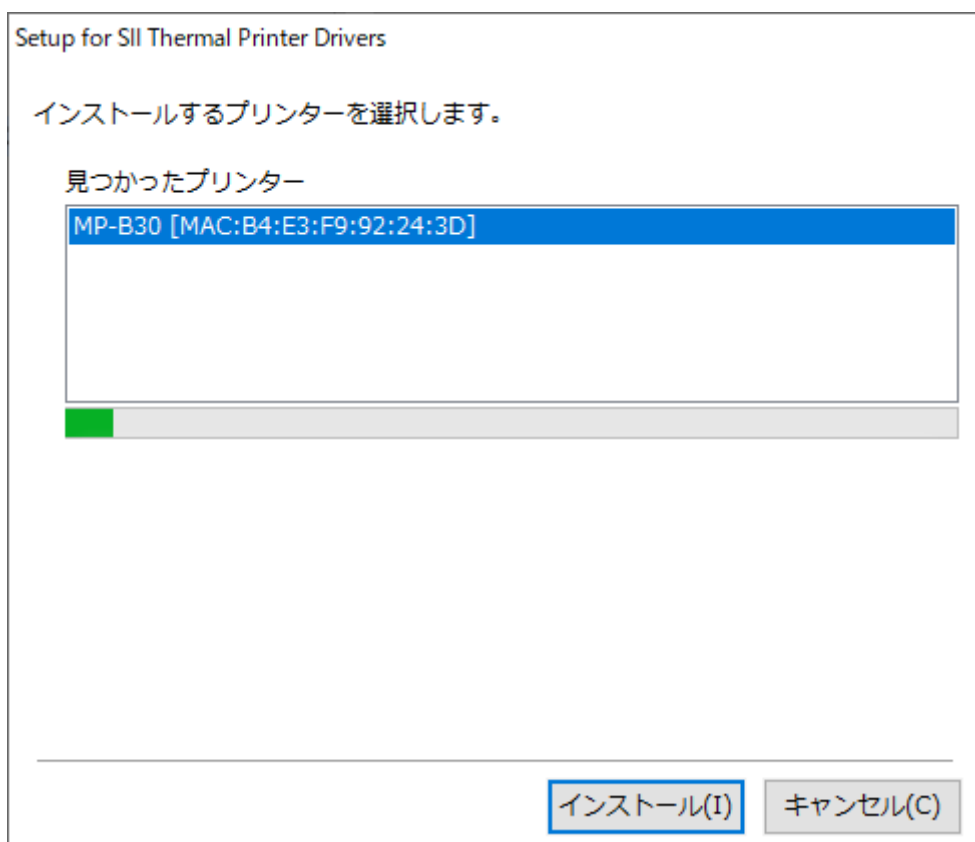 Setup for SII Thermal Printer Drivers
インストールするプリンターを選択します。
見つかったプリンター
MP-B30 [MAC:B4:E3:F9:92:24:3D]
インストール(I)
キャンセル(C)